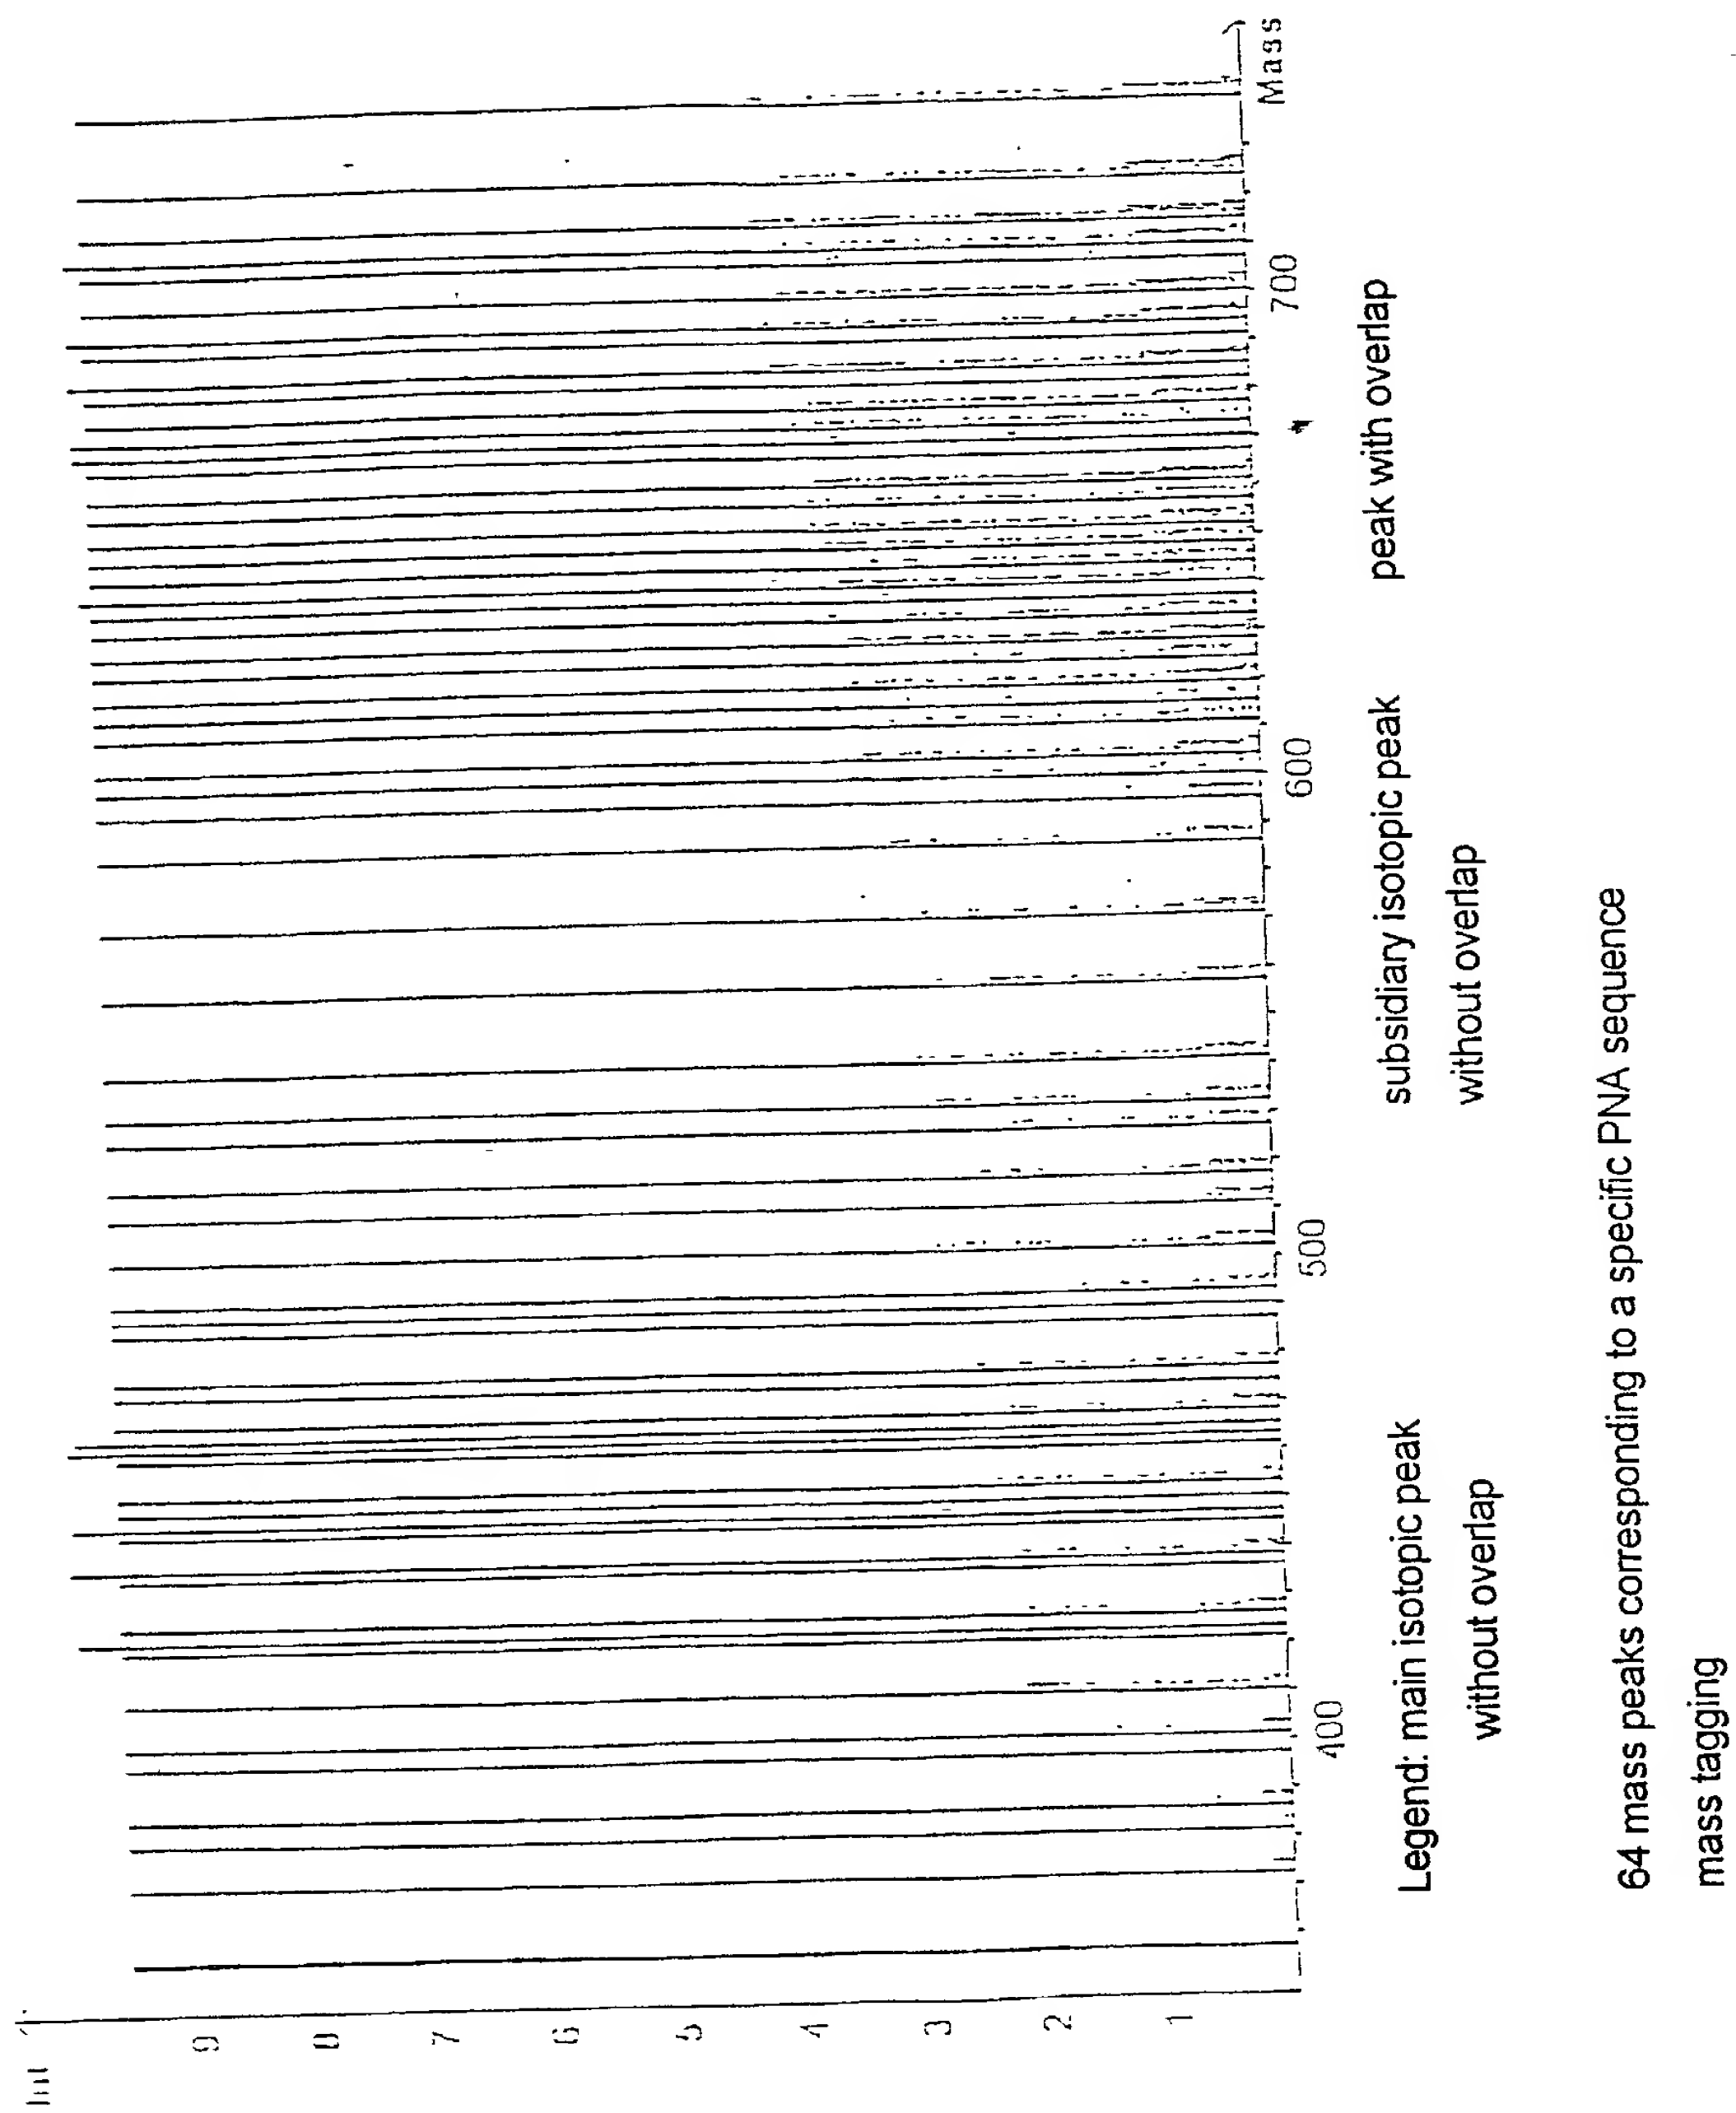 Int
9
8
7
6
5
4
3
2
1
400
500
600
700
Mass
Legend: main isotopic peak
without overlap
subsidiary isotopic peak
without overlap
peak with overlap
64 mass peaks corresponding to a specific PNA sequence
mass tagging